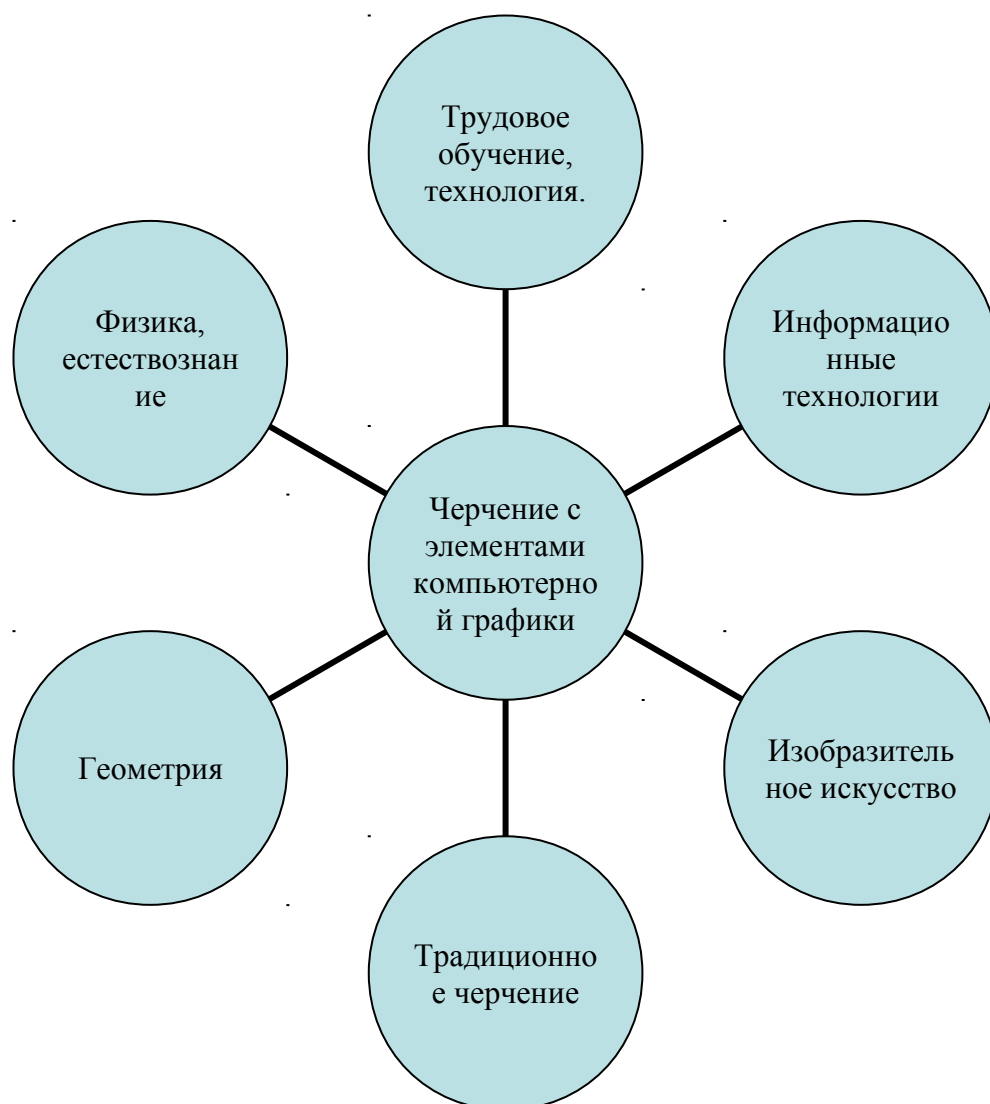 Трудовое
обучение,
технология.
Физика,
естествознан
ие
Информацио
нные
технологии
Черчение с
элементами
компьютерно
й графики
Геометрия
Изобразитель
ное искусство
Традиционно
е черчение